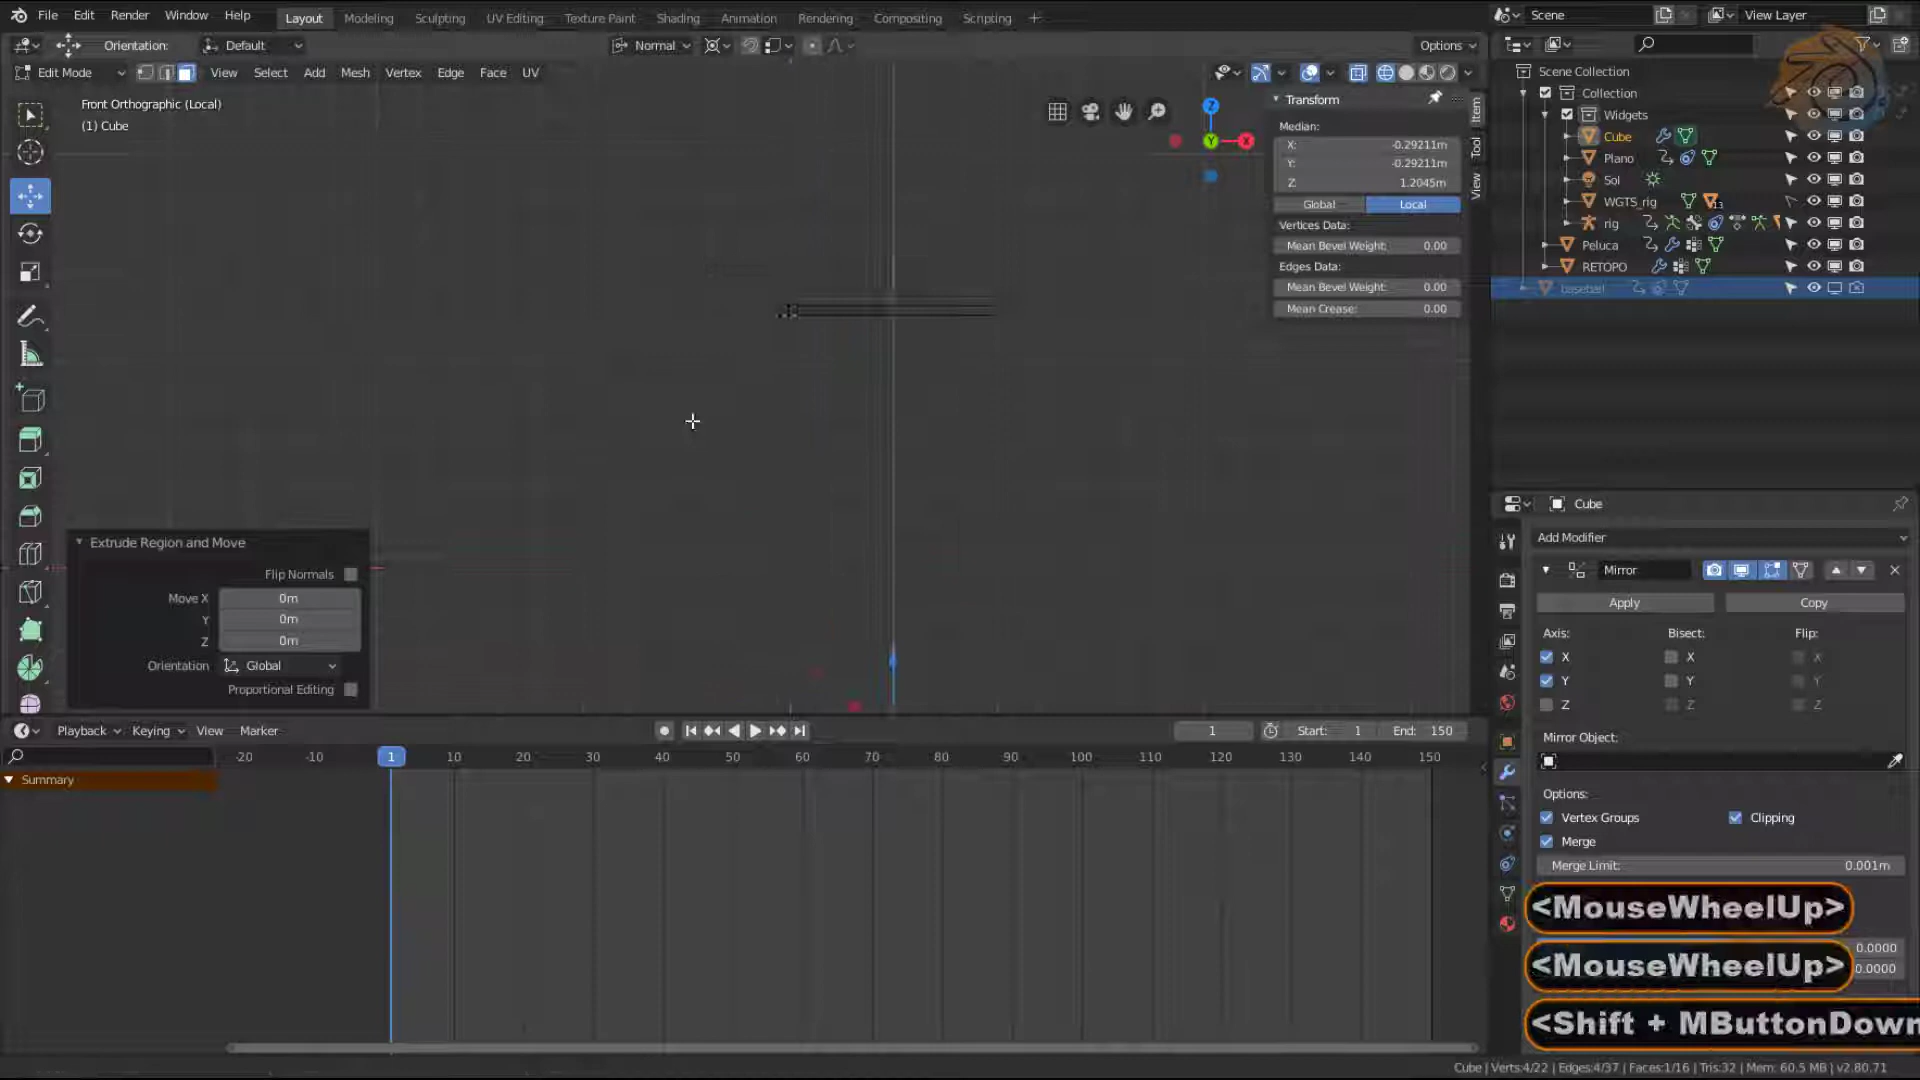 File Edit Render Window Help
Layout Modeling Sculpting UV Editing Texture Paint Shading Animation Rendering Compositing Scripting +
Scene
View Layer
Orientation: Default
Normal
Options
Edit Mode View Select Add Mesh Vertex Edge Face UV
Front Orthographic (Local)
(1) Cube
Z
Y
X
Transform
Median:
X: -0.29211m
Y: -0.29211m
Z: 1.2045m
Global Local
Vertices Data:
Mean Bevel Weight: 0.00
Edges Data:
Mean Bevel Weight: 0.00
Mean Crease: 0.00
Item
Tool
View
Scene Collection
Collection
Widgets
Cube
Plano
Sol
WGTS_rig 13
rig
Peluca
RETOPO
baseball
Extrude Region and Move
Flip Normals
Move X 0m
Y 0m
Z 0m
Orientation Global
Proportional Editing
Cube
Add Modifier
Mirror
Apply Copy
Axis: Bisect: Flip:
X X X
Y Y Y
Z Z Z
Mirror Object:
Options:
Vertex Groups Clipping
Merge
Merge Limit: 0.001m
0.0000
0.0000
<MouseWheelUp>
<MouseWheelUp>
<Shift + MButtonDown
Playback Keying View Marker
1 Start: 1 End: 150
-20 -10 1 10 20 30 40 50 60 70 80 90 100 110 120 130 140 150
Summary
Cube | Verts:4/22 | Edges:4/37 | Faces:1/16 | Tris:32 | Mem: 60.5 MB | v2.80.71